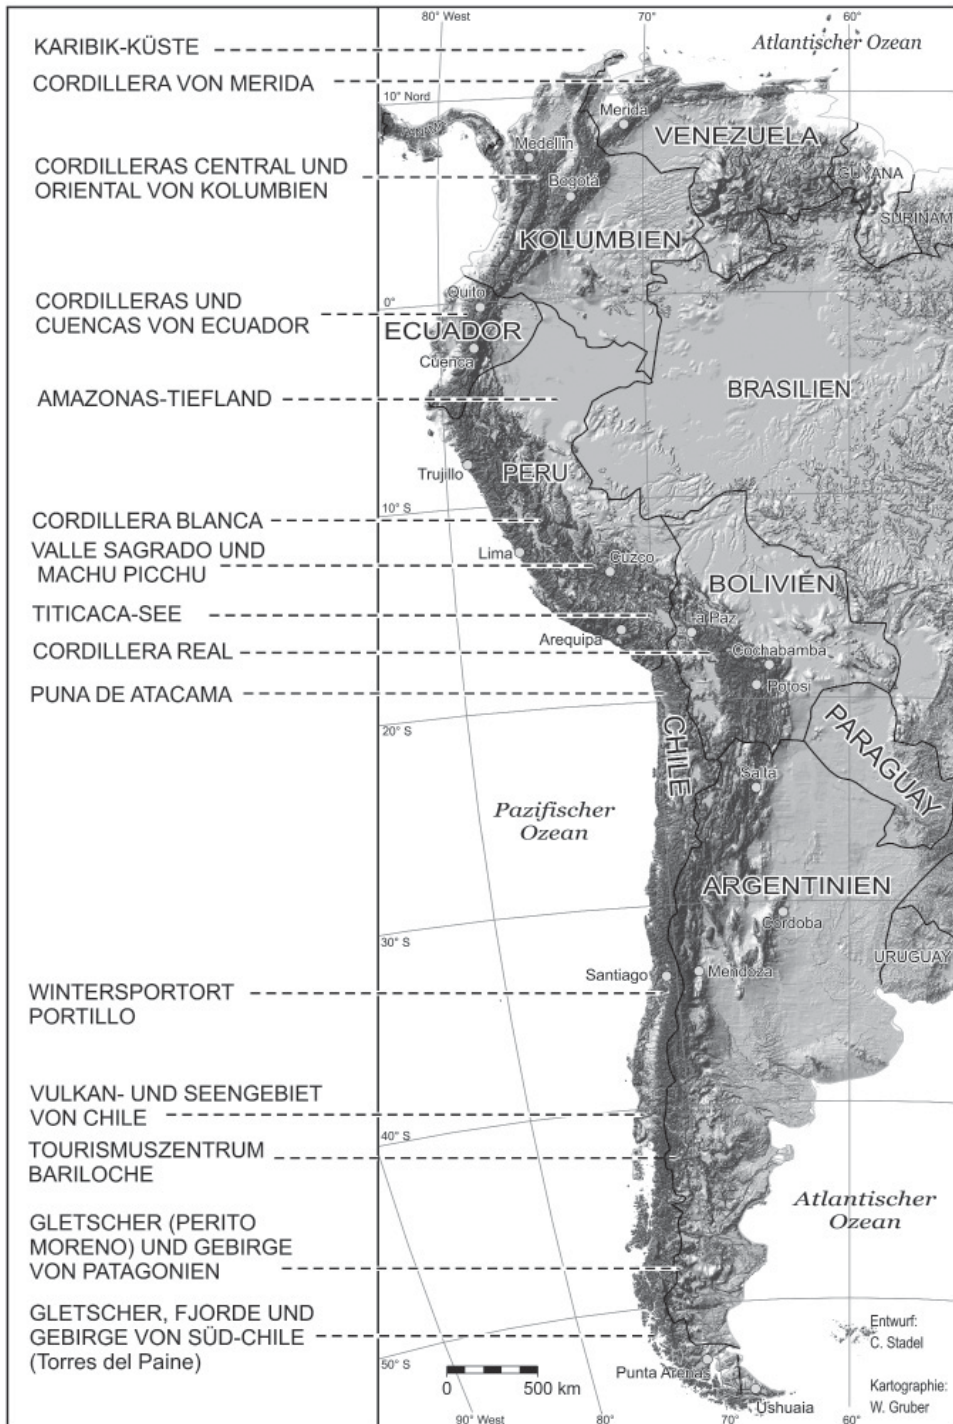 KARIBIK-KÜSTE
CORDILLERA VON MERIDA
CORDILLERAS CENTRAL UND
ORIENTAL VON KOLUMBIEN
CORDILLERAS UND
CUENCAS VON ECUADOR
AMAZONAS-TIEFLAND
CORDILLERA BLANCA
VALLE SAGRADO UND
MACHU PICCHU
TITICACA-SEE
CORDILLERA REAL
PUNA DE ATACAMA
WINTERSPORTORT
PORTILLO
VULKAN- UND SEENGEBIET
VON CHILE
TOURISMUSZENTRUM
BARILOCHE
GLETSCHER (PERITO
MORENO) UND GEBIRGE
VON PATAGONIEN
GLETSCHER, FJORDE UND
GEBIRGE VON SÜD-CHILE
(Torres del Paine)
80° West
70°
60°
Atlantischer Ozean
10° Nord
Merida
VENEZUELA
Medellin
GUYANA
Bogotá
SURINAM
KOLUMBIEN
Quito
0°
ECUADOR
Cuenca
BRASILIEN
Trujillo
PERU
10° S
Lima
Cuzco
BOLIVIEN
La Paz
Arequipa
Cochabamba
Potosi
20° S
CHILE
PARAGUAY
Salta
Pazifischer
Ozean
ARGENTINIEN
Cordoba
30° S
URUGUAY
Santiago
Mendoza
40° S
Atlantischer
Ozean
Entwurf:
C. Stadel
50° S
Punta Arenas
0
500 km
Ushuaia
Kartographie:
W. Gruber
90° West
80°
70°
60°